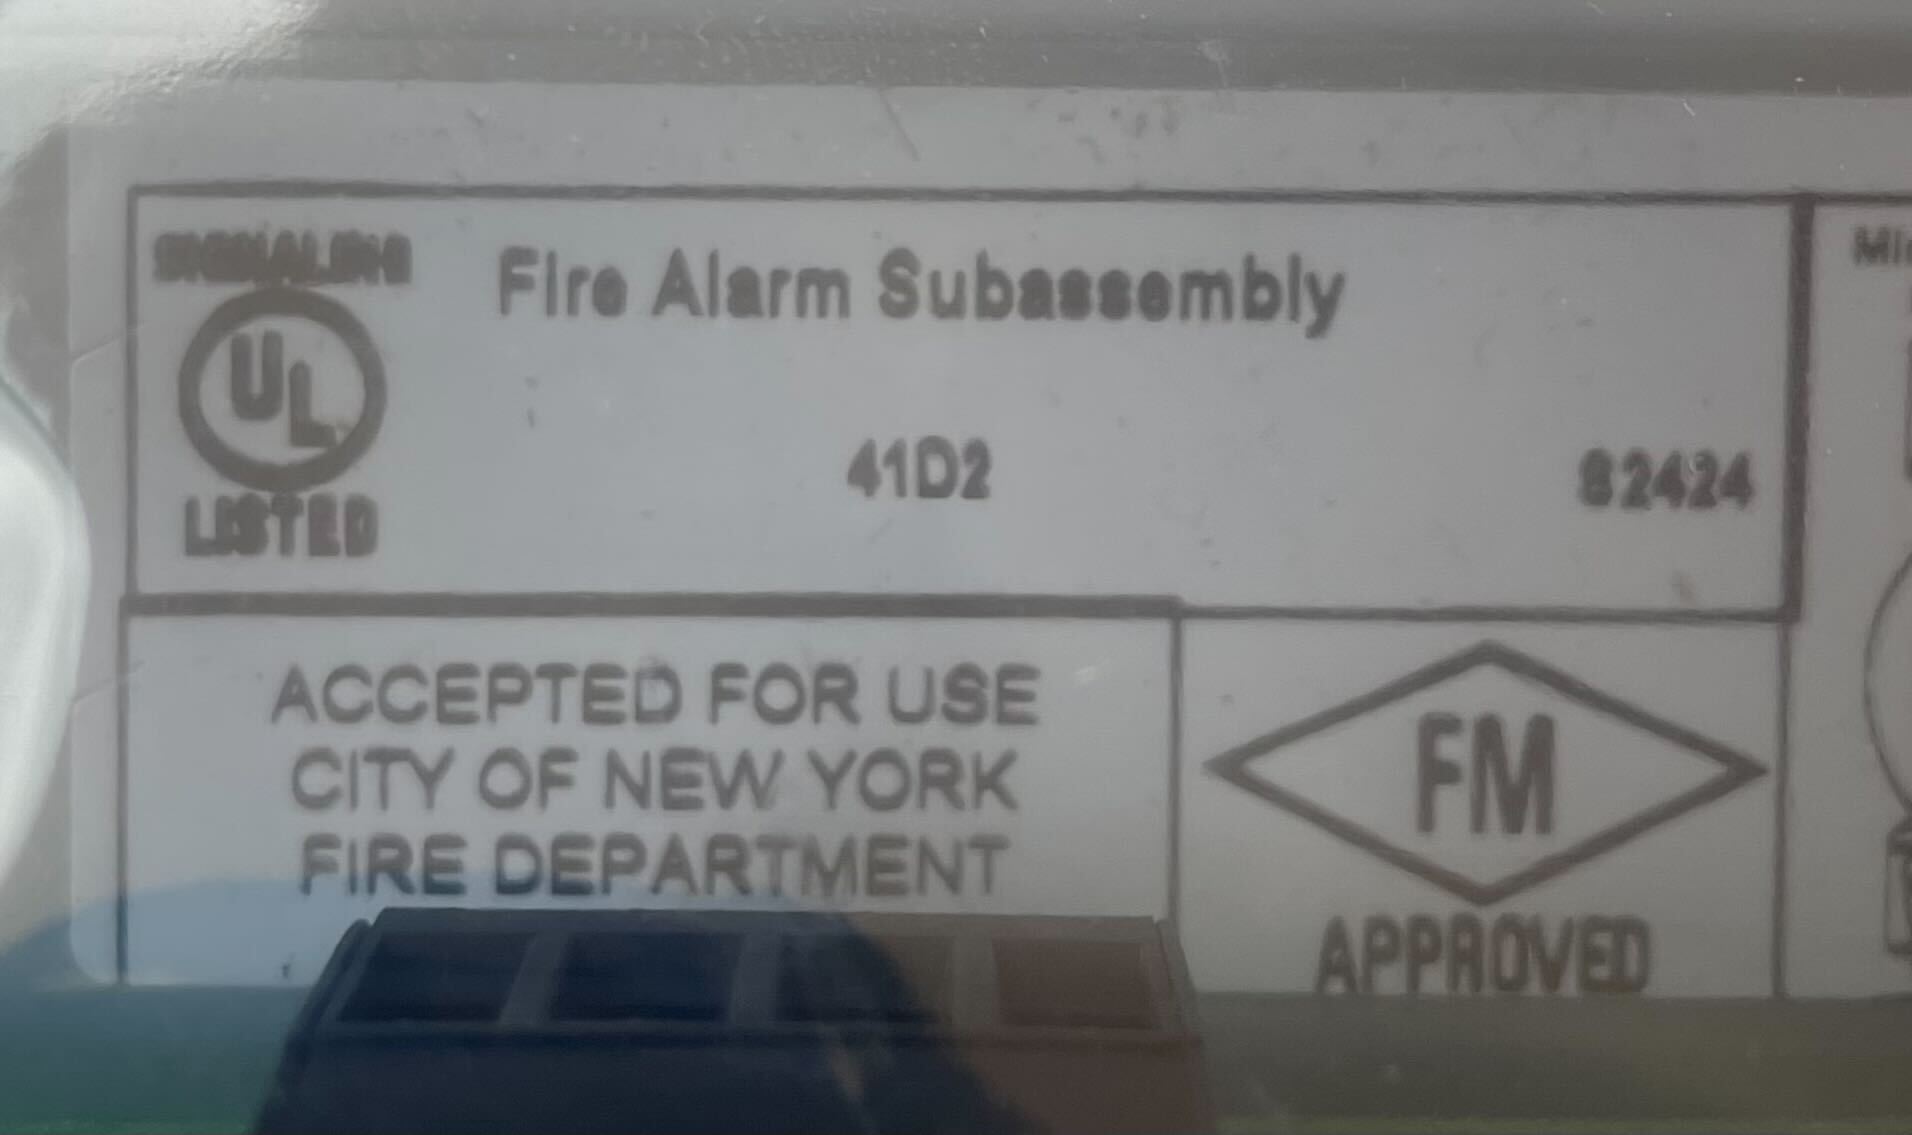 SIGNALING
Fire Alarm Subassembly
UL
41D2
S2424
LISTED
ACCEPTED FOR USE
CITY OF NEW YORK
FIRE DEPARTMENT
FM
APPROVED